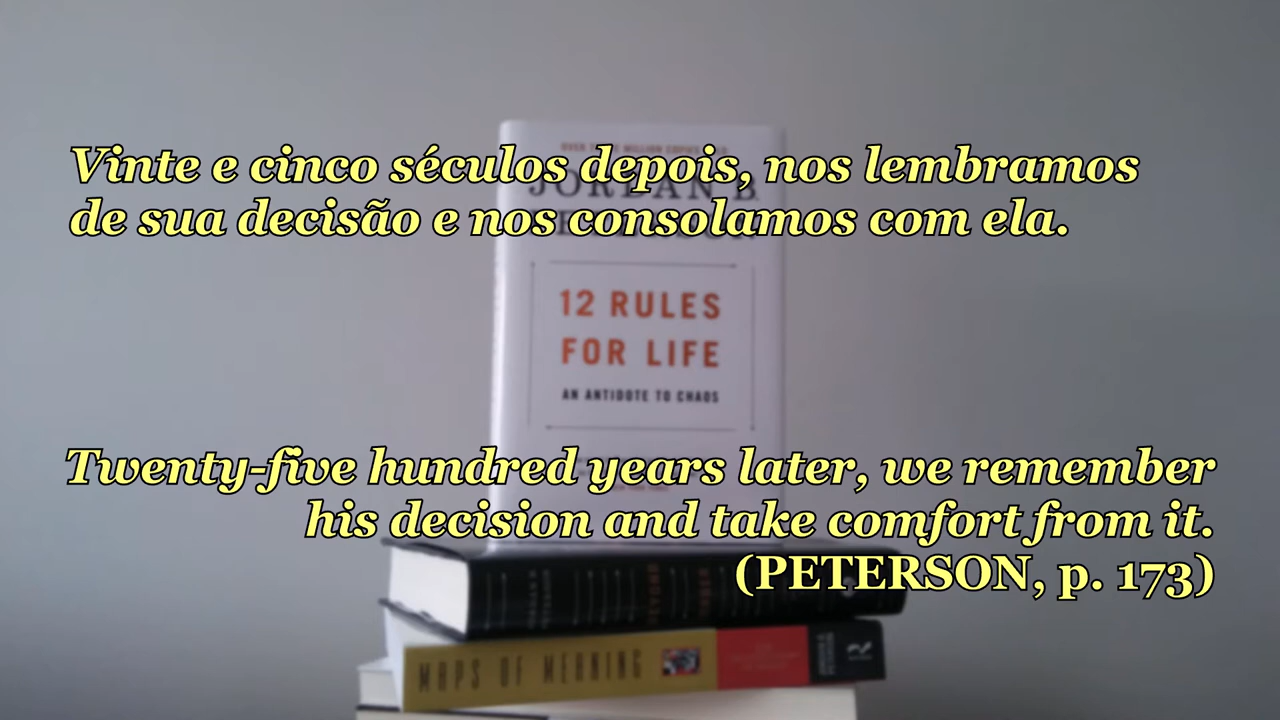 Vinte e cinco séculos depois, nos lembramos
de sua decisão e nos consolamos com ela.
JORDAN B.
12 RULES
FOR LIFE
AN ANTIDOTE TO CHAOS
Twenty-five hundred years later, we remember
his decision and take comfort from it.
(PETERSON, p. 173)
MAPS OF MEANING